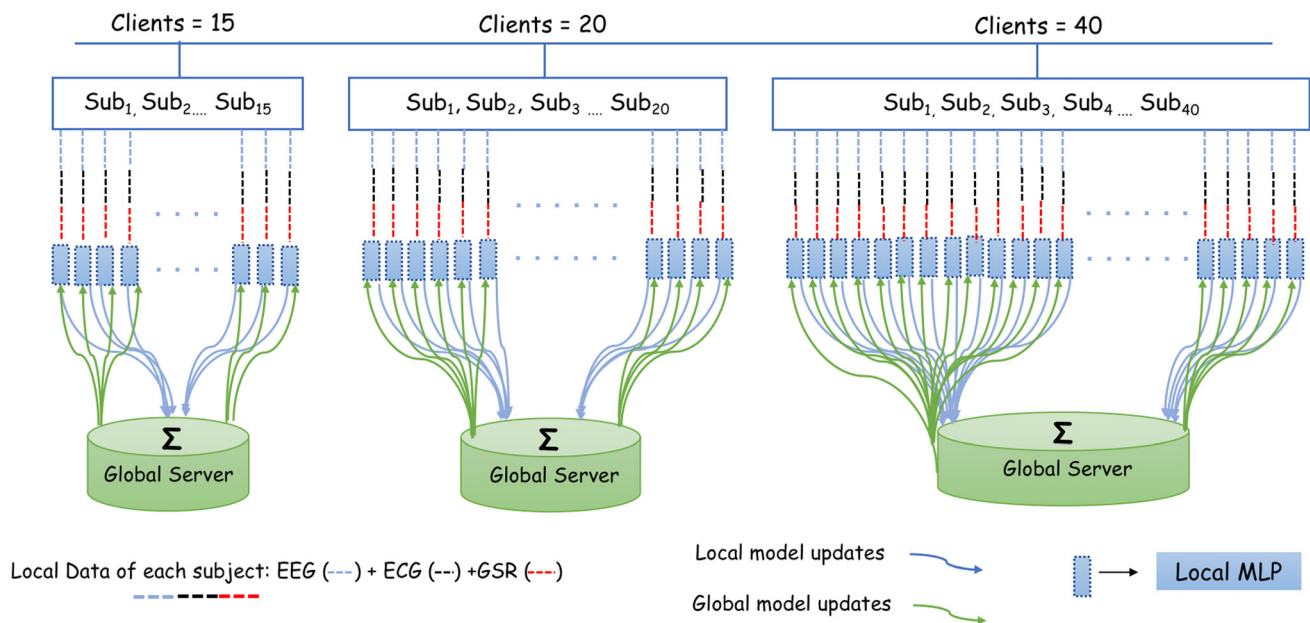 Clients = 15
Clients = 20
Clients = 40
Sub1, Sub2.... Sub15
Sub1, Sub2, Sub3 .... Sub20
Sub1, Sub2, Sub3, Sub4 .... Sub40
Σ
Global Server
Σ
Global Server
Σ
Global Server
Local Data of each subject: EEG (---) + ECG (---) +GSR (---)
Local model updates
Global model updates
Local MLP